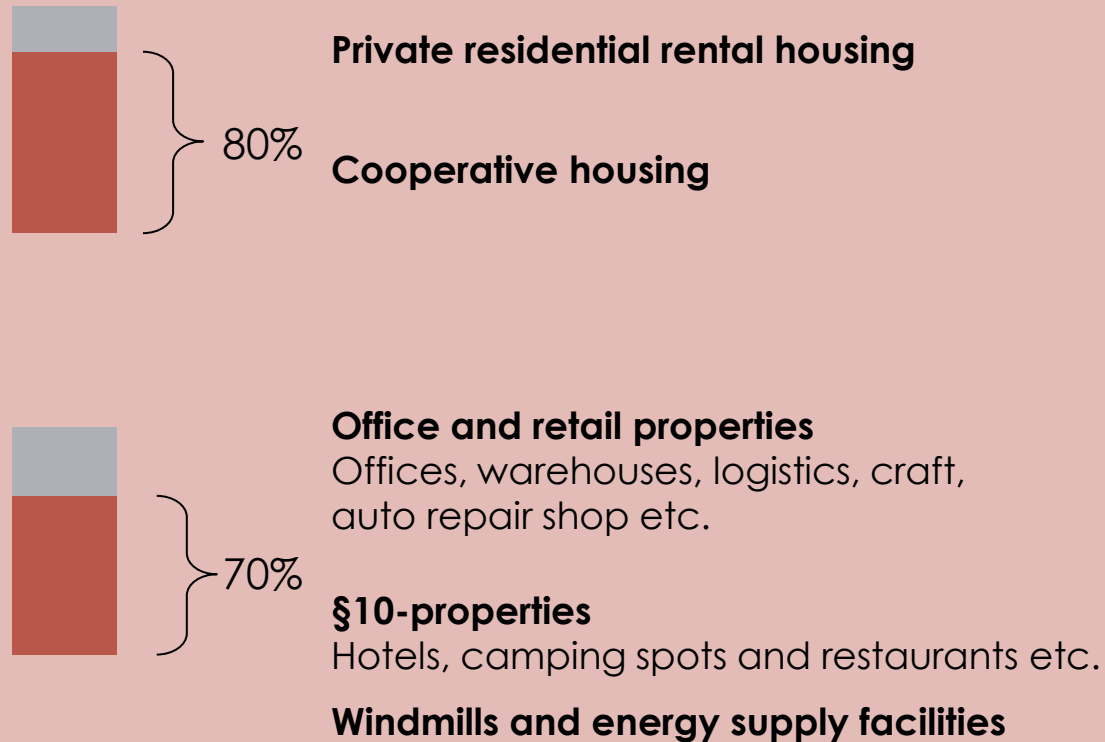 Private residential rental housing
80%
Cooperative housing
Office and retail properties
Offices, warehouses, logistics, craft,
auto repair shop etc.
70%
§10-properties
Hotels, camping spots and restaurants etc.
Windmills and energy supply facilities